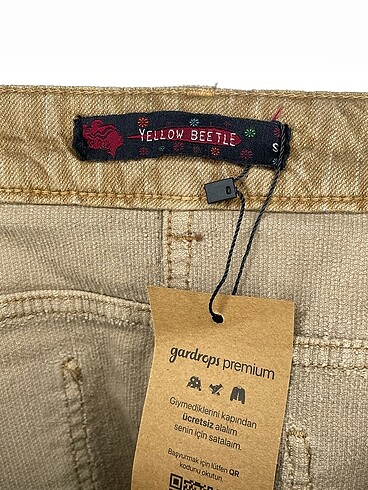 YELLOW BEETLE
S
gardrops premium
Giymediklerini kapından
ücretsiz alalım
senin için satalım.
Başvurmak için lütfen QR
kodunu okutun.